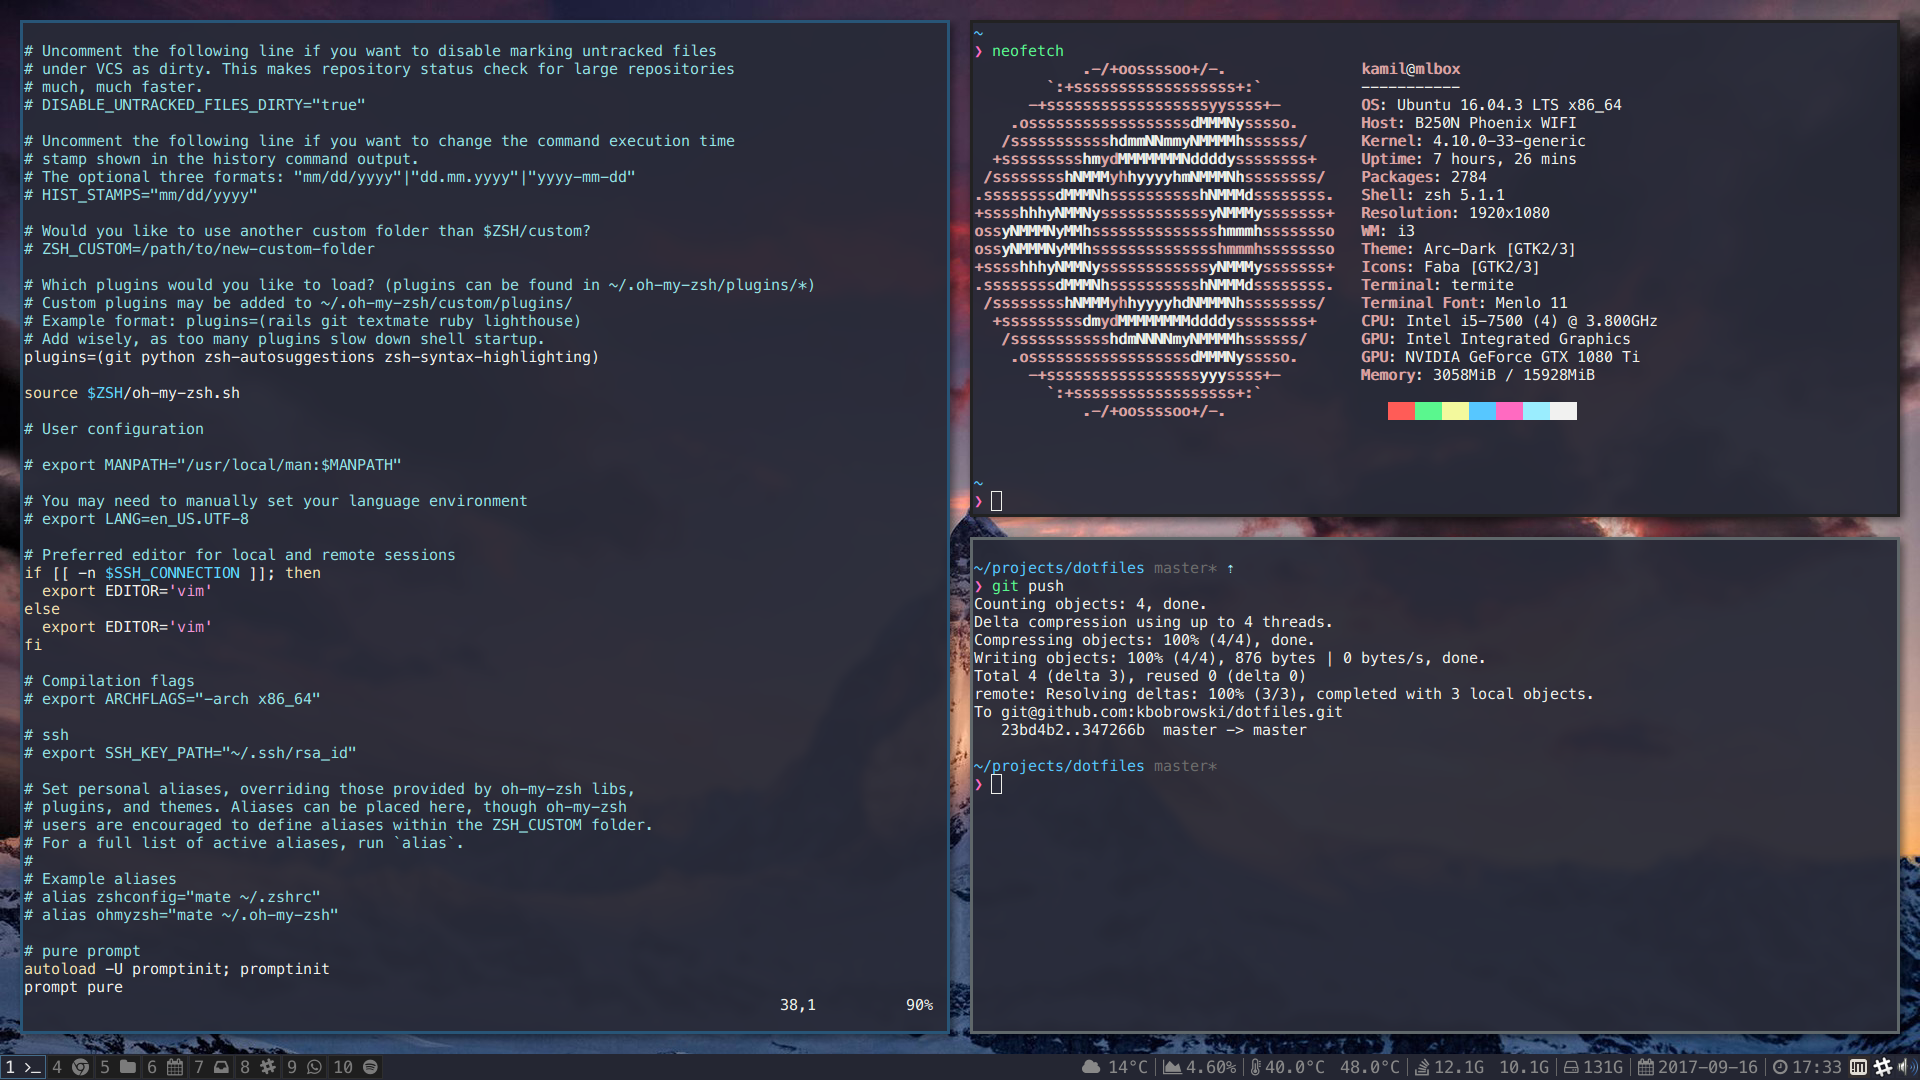 # Uncomment the following line if you want to disable marking untracked files
# under VCS as dirty. This makes repository status check for large repositories
# much, much faster.
# DISABLE_UNTRACKED_FILES_DIRTY="true"
# Uncomment the following line if you want to change the command execution time
# stamp shown in the history command output.
# The optional three formats: "mm/dd/yyyy"|"dd.mm.yyyy"|"yyyy-mm-dd"
# HIST_STAMPS="mm/dd/yyyy"
# Would you like to use another custom folder than $ZSH/custom?
# ZSH_CUSTOM=/path/to/new-custom-folder
# Which plugins would you like to load? (plugins can be found in ~/.oh-my-zsh/plugins/*)
# Custom plugins may be added to ~/.oh-my-zsh/custom/plugins/
# Example format: plugins=(rails git textmate ruby lighthouse)
# Add wisely, as too many plugins slow down shell startup.
plugins=(git python zsh-autosuggestions zsh-syntax-highlighting)
source $ZSH/oh-my-zsh.sh
# User configuration
# export MANPATH="/usr/local/man:$MANPATH"
# You may need to manually set your language environment
# export LANG=en_US.UTF-8
# Preferred editor for local and remote sessions
if [[ -n $SSH_CONNECTION ]]; then
  export EDITOR='vim'
else
  export EDITOR='vim'
fi
# Compilation flags
# export ARCHFLAGS="-arch x86_64"
# ssh
# export SSH_KEY_PATH="~/.ssh/rsa_id"
# Set personal aliases, overriding those provided by oh-my-zsh libs,
# plugins, and themes. Aliases can be placed here, though oh-my-zsh
# users are encouraged to define aliases within the ZSH_CUSTOM folder.
# For a full list of active aliases, run `alias`.
#
# Example aliases
# alias zshconfig="mate ~/.zshrc"
# alias ohmyzsh="mate ~/.oh-my-zsh"
# pure prompt
autoload -U promptinit; promptinit
prompt pure
38,1 90%
~
❯ neofetch
kamil@mlbox
-----------
OS: Ubuntu 16.04.3 LTS x86_64
Host: B250N Phoenix WIFI
Kernel: 4.10.0-33-generic
Uptime: 7 hours, 26 mins
Packages: 2784
Shell: zsh 5.1.1
Resolution: 1920x1080
WM: i3
Theme: Arc-Dark [GTK2/3]
Icons: Faba [GTK2/3]
Terminal: termite
Terminal Font: Menlo 11
CPU: Intel i5-7500 (4) @ 3.800GHz
GPU: Intel Integrated Graphics
GPU: NVIDIA GeForce GTX 1080 Ti
Memory: 3058MiB / 15928MiB
~
❯
~/projects/dotfiles master* ⇡
❯ git push
Counting objects: 4, done.
Delta compression using up to 4 threads.
Compressing objects: 100% (4/4), done.
Writing objects: 100% (4/4), 876 bytes | 0 bytes/s, done.
Total 4 (delta 3), reused 0 (delta 0)
remote: Resolving deltas: 100% (3/3), completed with 3 local objects.
To git@github.com:kbobrowski/dotfiles.git
   23bd4b2..347266b  master -> master
~/projects/dotfiles master*
❯
1 4 5 6 7 8 9 10 14°C 4.60% 40.0°C 48.0°C 12.1G 10.1G 131G 2017-09-16 17:33